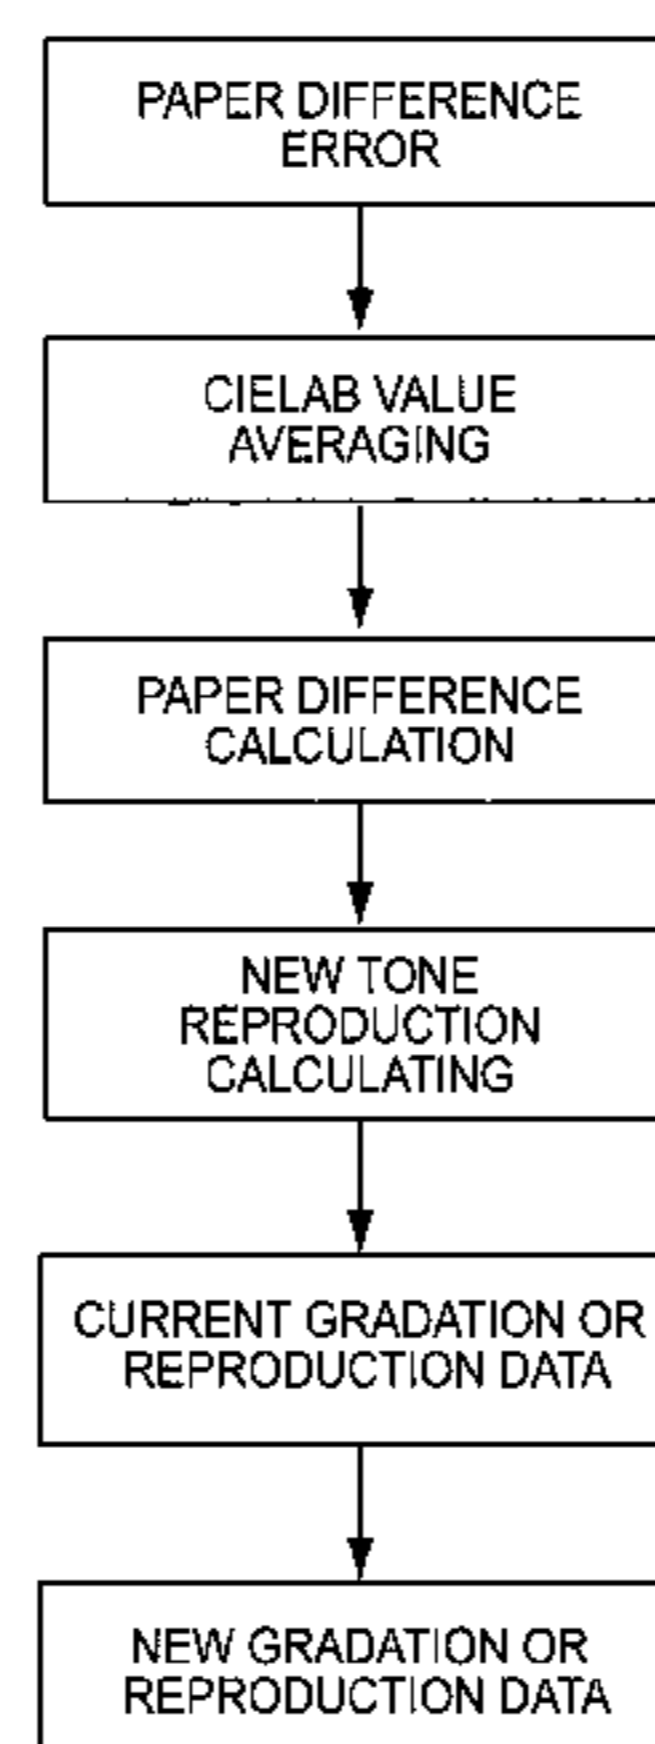 PAPER DIFFERENCE
ERROR
CIELAB VALUE
AVERAGING
PAPER DIFFERENCE
CALCULATION
NEW TONE
REPRODUCTION
CALCULATING
CURRENT GRADATION OR
REPRODUCTION DATA
NEW GRADATION OR
REPRODUCTION DATA